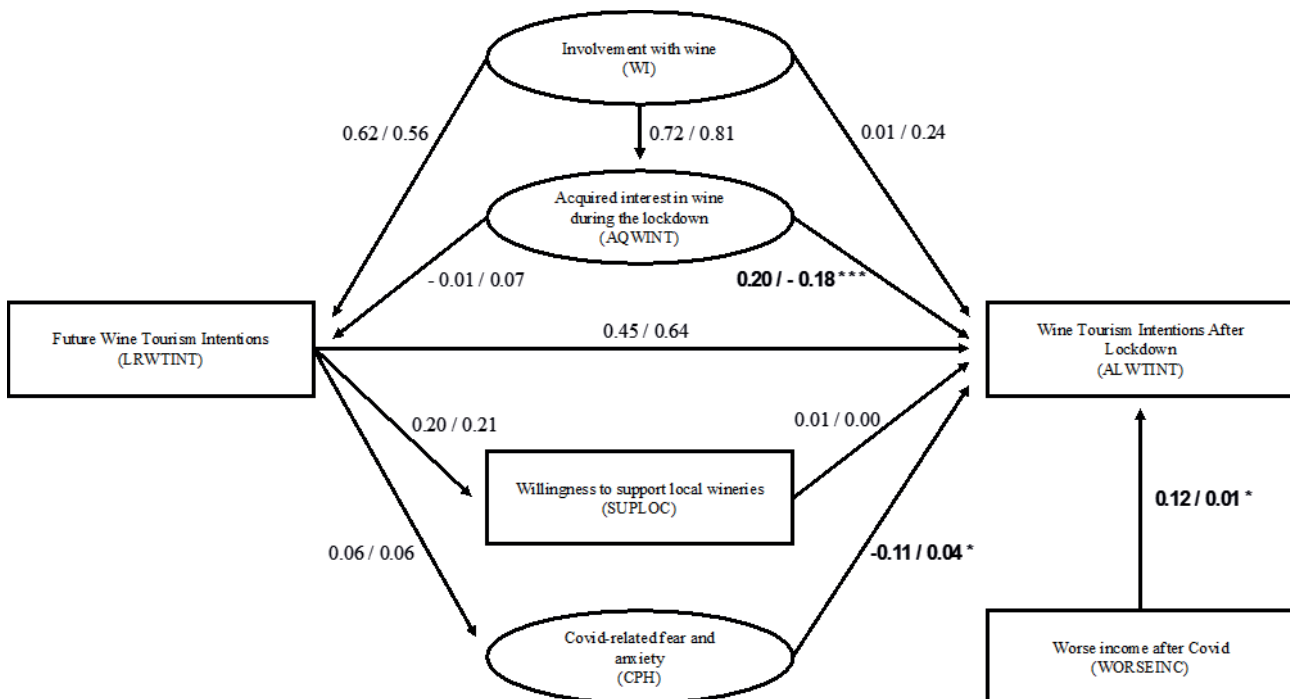 Involvement with wine
(WI)
0.62 / 0.56
0.72 / 0.81
0.01 / 0.24
Acquired interest in wine
during the lockdown
(AQWINT)
- 0.01 / 0.07
0.20 / - 0.18***
Future Wine Tourism Intentions
(LRWTINT)
0.45 / 0.64
Wine Tourism Intentions After
Lockdown
(ALWTINT)
0.20 / 0.21
0.01 / 0.00
Willingness to support local wineries
(SUPLOC)
0.12 / 0.01 *
0.06 / 0.06
-0.11 / 0.04 *
Covid-related fear and
anxiety
(CPH)
Worse income after Covid
(WORSEINC)